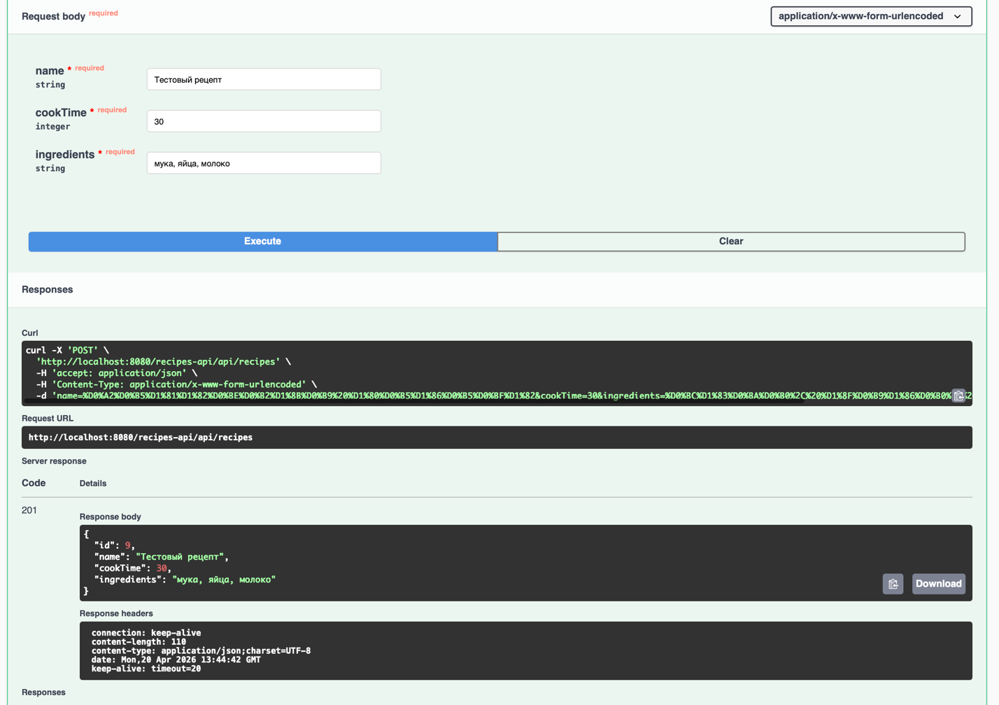 Request body required
application/x-www-form-urlencoded
name * required
string
Тестовый рецепт
cookTime * required
integer
30
ingredients * required
string
мука, яйца, молоко
Execute
Clear
Responses
Curl
curl -X 'POST' \
'http://localhost:8080/recipes-api/api/recipes' \
-H 'accept: application/json' \
-H 'Content-Type: application/x-www-form-urlencoded' \
-d 'name=%D0%A2%D0%B5%D1%81%D1%82%D0%BE%D0%B2%D1%8B%D0%B9%20%D1%80%D0%B5%D1%86%D0%B5%D0%BF%D1%82&cookTime=30&ingredients=%D0%BC%D1%83%D0%BA%D0%B0%2C%20%D1%8F%D0%B9%D1%86%D0%B0%
Request URL
http://localhost:8080/recipes-api/api/recipes
Server response
Code
Details
201
Response body
{
"id": 9,
"name": "Тестовый рецепт",
"cookTime": 30,
"ingredients": "мука, яйца, молоко"
}
Download
Response headers
connection: keep-alive
content-length: 110
content-type: application/json;charset=UTF-8
date: Mon,20 Apr 2026 13:44:42 GMT
keep-alive: timeout=20
Responses